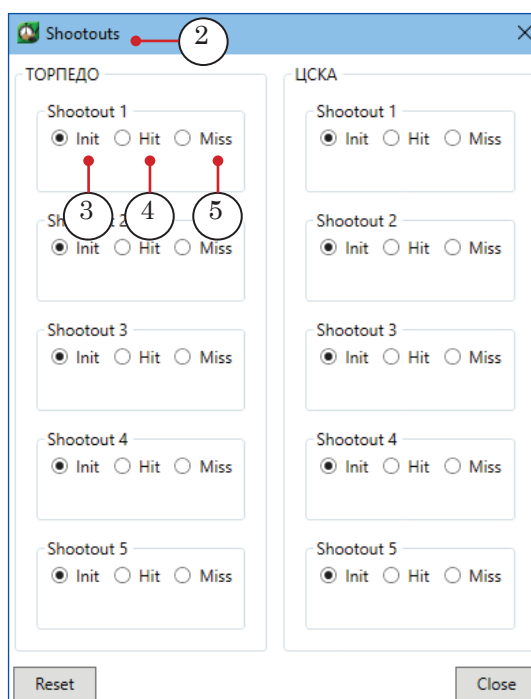 Shootouts
2
ТОРПЕДО
Shootout 1
Init Hit Miss
3 4 5
Shootout 2
Init Hit Miss
Shootout 3
Init Hit Miss
Shootout 4
Init Hit Miss
Shootout 5
Init Hit Miss
ЦСКА
Shootout 1
Init Hit Miss
Shootout 2
Init Hit Miss
Shootout 3
Init Hit Miss
Shootout 4
Init Hit Miss
Shootout 5
Init Hit Miss
Reset
Close